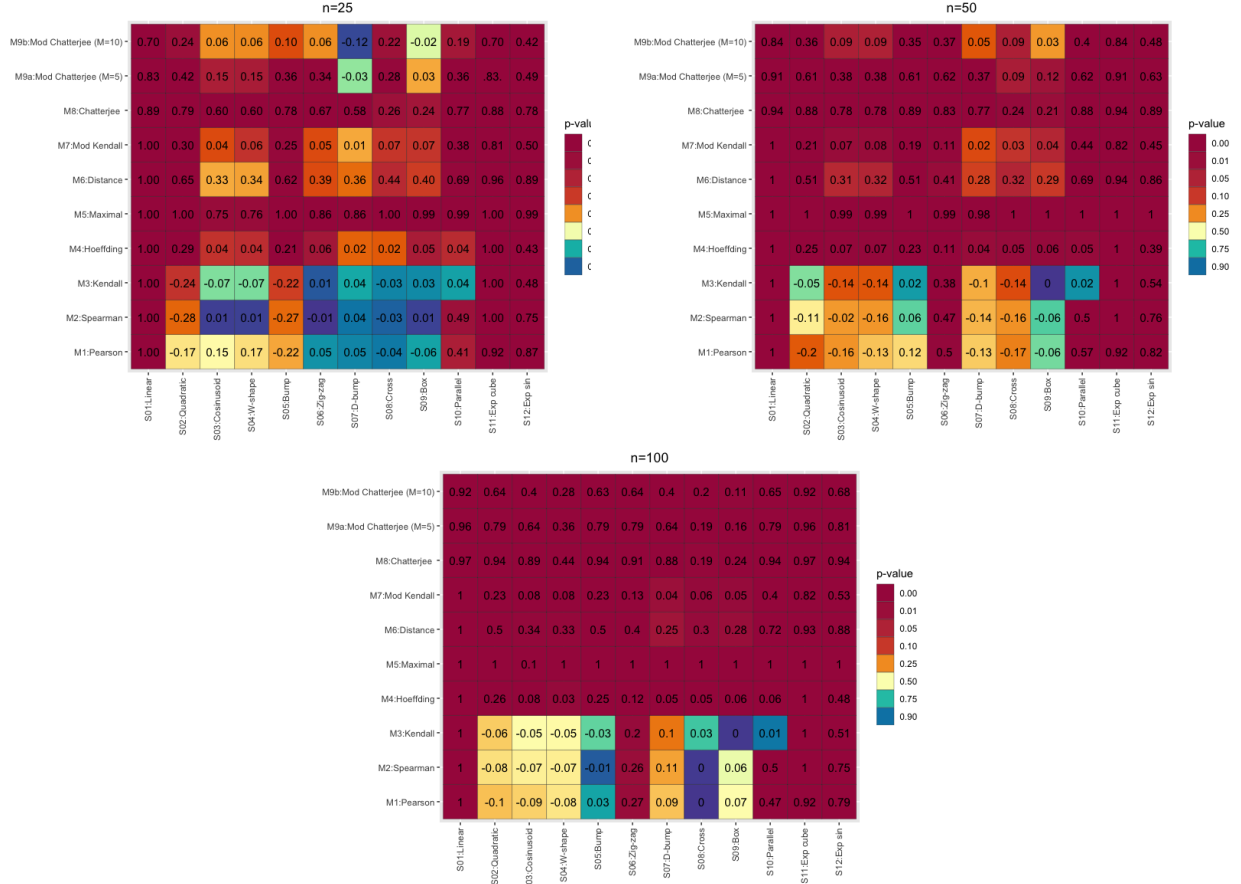 n=25
M9b:Mod Chatterjee (M=10) 0.70 0.24 0.06 0.06 0.10 0.06 -0.12 0.22 -0.02 0.19 0.70 0.42
M9a:Mod Chatterjee (M=5) 0.83 0.42 0.15 0.15 0.36 0.34 -0.03 0.28 0.03 0.36 .83. 0.49
M8:Chatterjee 0.89 0.79 0.60 0.60 0.78 0.67 0.58 0.26 0.24 0.77 0.88 0.78
M7:Mod Kendall 1.00 0.30 0.04 0.06 0.25 0.05 0.01 0.07 0.07 0.38 0.81 0.50
M6:Distance 1.00 0.65 0.33 0.34 0.62 0.39 0.36 0.44 0.40 0.69 0.96 0.89
M5:Maximal 1.00 1.00 0.75 0.76 1.00 0.86 0.86 1.00 0.99 0.99 1.00 0.99
M4:Hoeffding 1.00 0.29 0.04 0.04 0.21 0.06 0.02 0.02 0.05 0.04 1.00 0.43
M3:Kendall 1.00 -0.24 -0.07 -0.07 -0.22 0.01 0.04 -0.03 0.03 0.04 1.00 0.48
M2:Spearman 1.00 -0.28 0.01 0.01 -0.27 -0.01 0.04 -0.03 0.01 0.49 1.00 0.75
M1:Pearson 1.00 -0.17 0.15 0.17 -0.22 0.05 0.05 -0.04 -0.06 0.41 0.92 0.87
S01:Linear
S02:Quadratic
S03:Cosinusoid
S04:W-shape
S05:Bump
S06:Zig-zag
S07:D-bump
S08:Cross
S09:Box
S10:Parallel
S11:Exp cube
S12:Exp sin
p-valu
n=50
M9b:Mod Chatterjee (M=10) 0.84 0.36 0.09 0.09 0.35 0.37 0.05 0.09 0.03 0.4 0.84 0.48
M9a:Mod Chatterjee (M=5) 0.91 0.61 0.38 0.38 0.61 0.62 0.37 0.09 0.12 0.62 0.91 0.63
M8:Chatterjee 0.94 0.88 0.78 0.78 0.89 0.83 0.77 0.24 0.21 0.88 0.94 0.89
M7:Mod Kendall 1 0.21 0.07 0.08 0.19 0.11 0.02 0.03 0.04 0.44 0.82 0.45
M6:Distance 1 0.51 0.31 0.32 0.51 0.41 0.28 0.32 0.29 0.69 0.94 0.86
M5:Maximal 1 1 0.99 0.99 1 0.99 0.98 1 1 1 1 1
M4:Hoeffding 1 0.25 0.07 0.07 0.23 0.11 0.04 0.05 0.06 0.05 1 0.39
M3:Kendall 1 -0.05 -0.14 -0.14 0.02 0.38 -0.1 -0.14 0 0.02 1 0.54
M2:Spearman 1 -0.11 -0.02 -0.16 0.06 0.47 -0.14 -0.16 -0.06 0.5 1 0.76
M1:Pearson 1 -0.2 -0.16 -0.13 0.12 0.5 -0.13 -0.17 -0.06 0.57 0.92 0.82
S01:Linear
S02:Quadratic
S03:Cosinusoid
S04:W-shape
S05:Bump
S06:Zig-zag
S07:D-bump
S08:Cross
S09:Box
S10:Parallel
S11:Exp cube
S12:Exp sin
p-value
0.00
0.01
0.05
0.10
0.25
0.50
0.75
0.90
n=100
M9b:Mod Chatterjee (M=10) 0.92 0.64 0.4 0.28 0.63 0.64 0.4 0.2 0.11 0.65 0.92 0.68
M9a:Mod Chatterjee (M=5) 0.96 0.79 0.64 0.36 0.79 0.79 0.64 0.19 0.16 0.79 0.96 0.81
M8:Chatterjee 0.97 0.94 0.89 0.44 0.94 0.91 0.88 0.19 0.24 0.94 0.97 0.94
M7:Mod Kendall 1 0.23 0.08 0.08 0.23 0.13 0.04 0.06 0.05 0.4 0.82 0.53
M6:Distance 1 0.5 0.34 0.33 0.5 0.4 0.25 0.3 0.28 0.72 0.93 0.88
M5:Maximal 1 1 0.1 1 1 1 1 1 1 1 1 1
M4:Hoeffding 1 0.26 0.08 0.03 0.25 0.12 0.05 0.05 0.06 0.06 1 0.48
M3:Kendall 1 -0.06 -0.05 -0.05 -0.03 0.2 0.1 0.03 0 0.01 1 0.51
M2:Spearman 1 -0.08 -0.07 -0.07 -0.01 0.26 0.11 0 0.06 0.5 1 0.75
M1:Pearson 1 -0.1 -0.09 -0.08 0.03 0.27 0.09 0 0.07 0.47 0.92 0.79
S01:Linear
S02:Quadratic
03:Cosinusoid
S04:W-shape
S05:Bump
S06:Zig-zag
S07:D-bump
S08:Cross
S09:Box
S10:Parallel
S11:Exp cube
S12:Exp sin
p-value
0.00
0.01
0.05
0.10
0.25
0.50
0.75
0.90